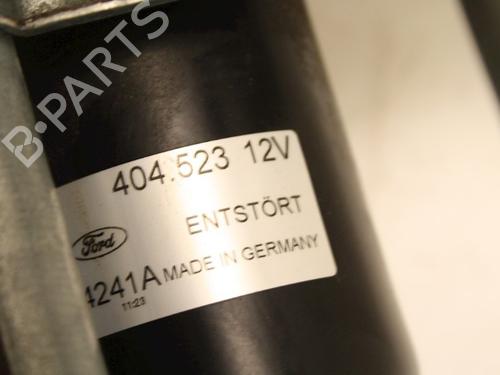 B-PARTS
404.523 12V
ENTSTÖRT
Ford
4241A MADE IN GERMANY
11:23